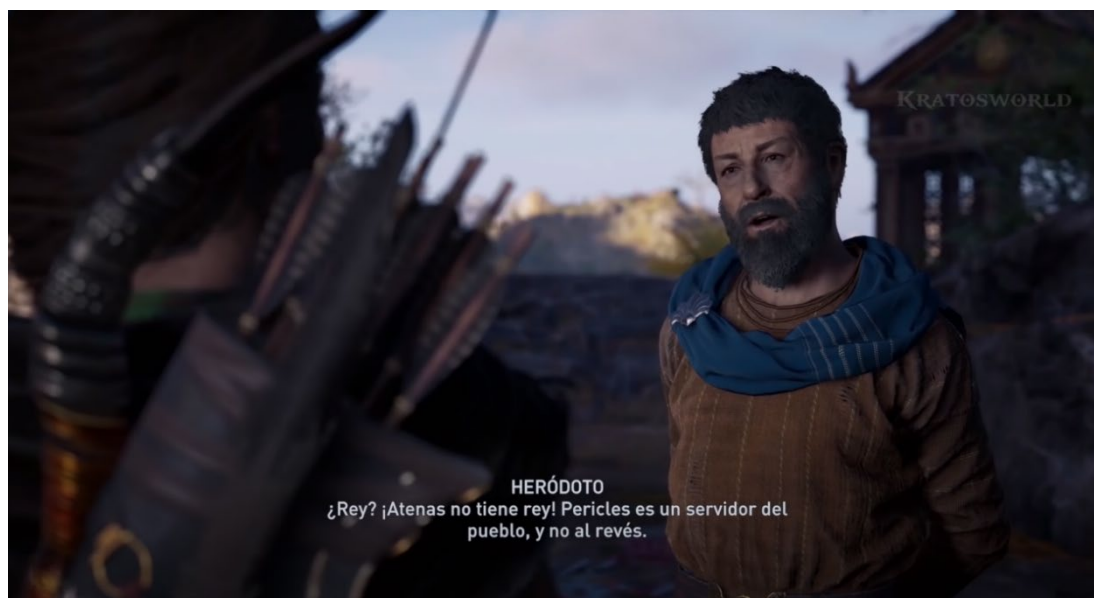 KRATOSWORLD
HERÓDOTO
¿Rey? ¡Atenas no tiene rey! Pericles es un servidor del
pueblo, y no al revés.